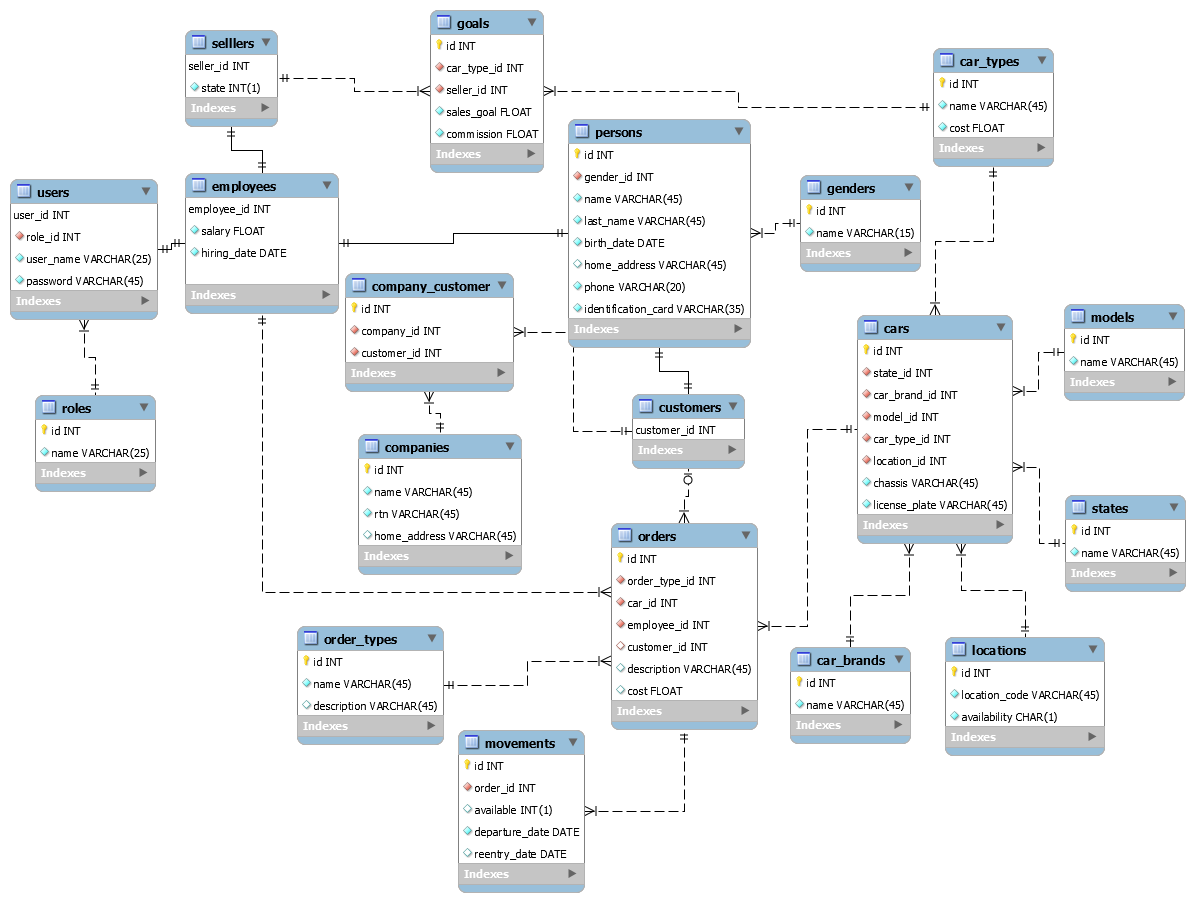 selllers
seller_id INT
state INT(1)
Indexes
goals
id INT
car_type_id INT
seller_id INT
sales_goal FLOAT
commission FLOAT
Indexes
car_types
id INT
name VARCHAR(45)
cost FLOAT
Indexes
persons
id INT
gender_id INT
name VARCHAR(45)
last_name VARCHAR(45)
birth_date DATE
home_address VARCHAR(45)
phone VARCHAR(20)
identification_card VARCHAR(35)
Indexes
genders
id INT
name VARCHAR(15)
Indexes
users
user_id INT
role_id INT
user_name VARCHAR(25)
password VARCHAR(45)
Indexes
employees
employee_id INT
salary FLOAT
hiring_date DATE
Indexes
company_customer
id INT
company_id INT
customer_id INT
Indexes
cars
id INT
state_id INT
car_brand_id INT
model_id INT
car_type_id INT
location_id INT
chassis VARCHAR(45)
license_plate VARCHAR(45)
Indexes
models
id INT
name VARCHAR(45)
Indexes
roles
id INT
name VARCHAR(25)
Indexes
companies
id INT
name VARCHAR(45)
rtn VARCHAR(45)
home_address VARCHAR(45)
Indexes
customers
customer_id INT
Indexes
states
id INT
name VARCHAR(45)
Indexes
orders
id INT
order_type_id INT
car_id INT
employee_id INT
customer_id INT
description VARCHAR(45)
cost FLOAT
Indexes
order_types
id INT
name VARCHAR(45)
description VARCHAR(45)
Indexes
car_brands
id INT
name VARCHAR(45)
Indexes
locations
id INT
location_code VARCHAR(45)
availability CHAR(1)
Indexes
movements
id INT
order_id INT
available INT(1)
departure_date DATE
reentry_date DATE
Indexes